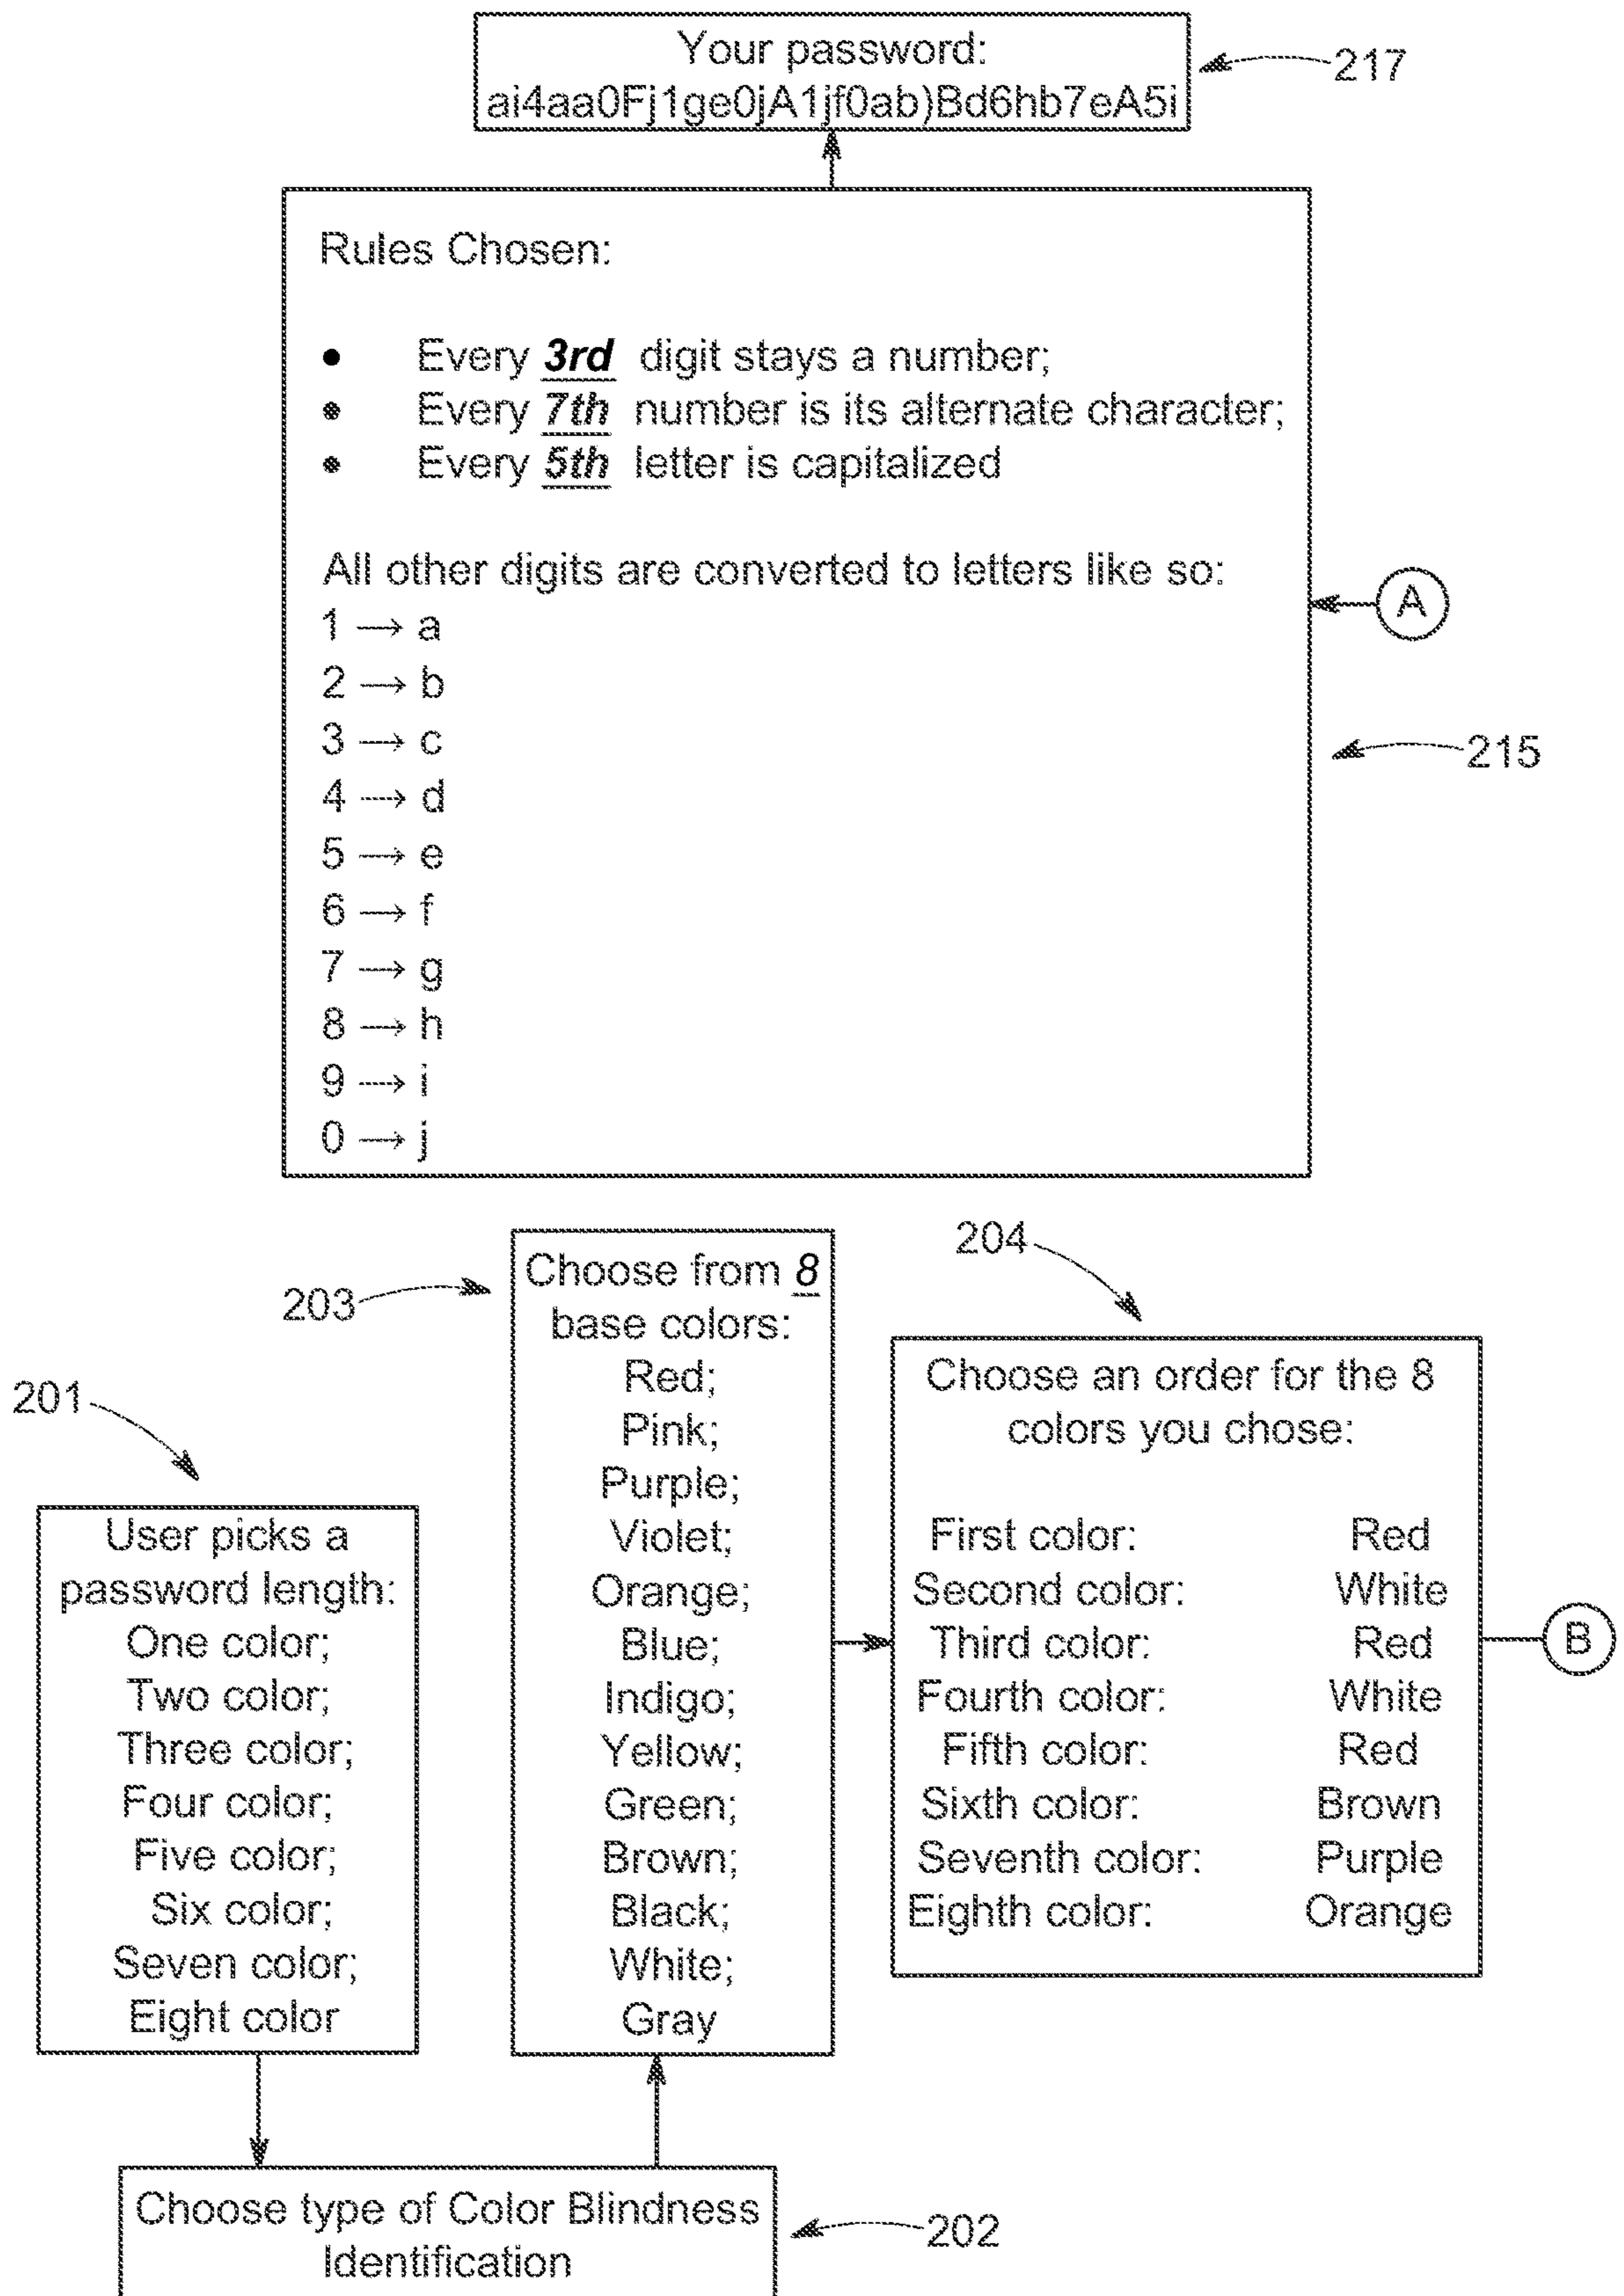 Your password:
ai4aa0Fj1ge0jA1jf0ab)Bd6hb7eA5i
217
Rules Chosen:
• Every 3rd digit stays a number;
• Every 7th number is its alternate character;
• Every 5th letter is capitalized
All other digits are converted to letters like so:
1 → a
2 → b
3 → c
4 → d
5 → e
6 → f
7 → g
8 → h
9 → i
0 → j
A
215
201
User picks a
password length:
One color;
Two color;
Three color;
Four color;
Five color;
Six color;
Seven color;
Eight color
Choose type of Color Blindness
Identification
202
203
Choose from 8
base colors:
Red;
Pink;
Purple;
Violet;
Orange;
Blue;
Indigo;
Yellow;
Green;
Brown;
Black;
White;
Gray
204
Choose an order for the 8
colors you chose:
First color: Red
Second color: White
Third color: Red
Fourth color: White
Fifth color: Red
Sixth color: Brown
Seventh color: Purple
Eighth color: Orange
B